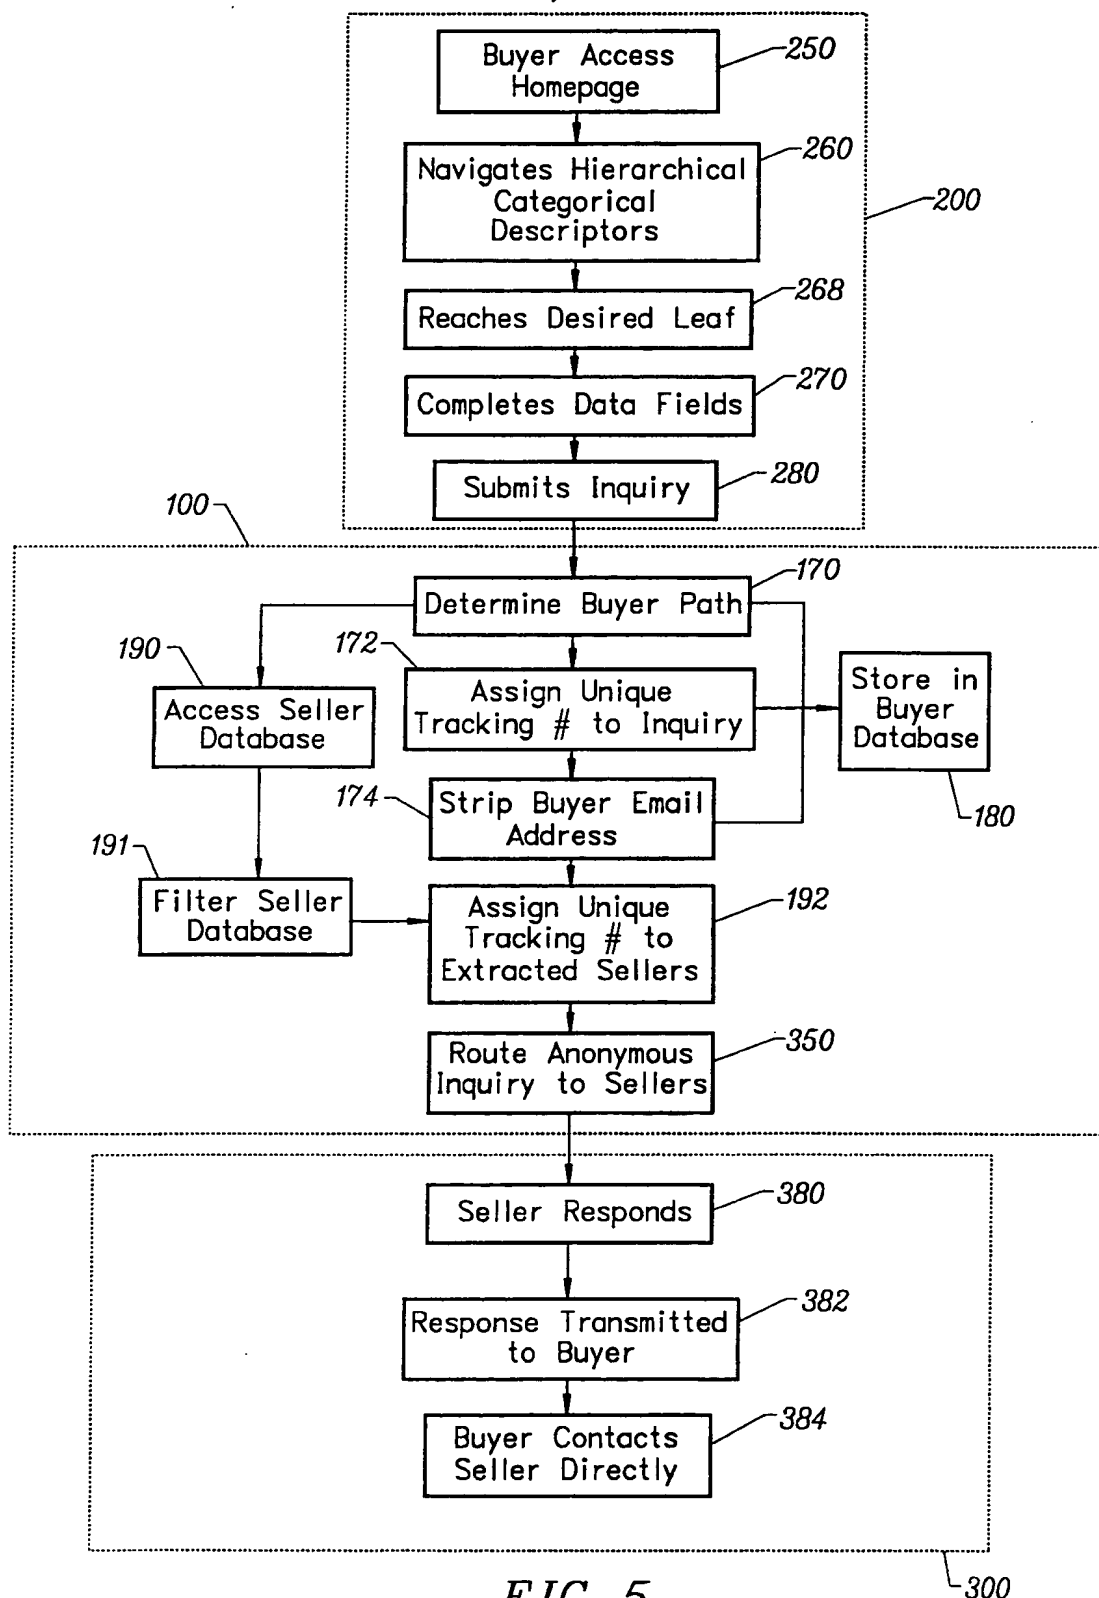 Buyer Access
Homepage
250
Navigates Hierarchical
Categorical
Descriptors
260
200
Reaches Desired Leaf
268
Completes Data Fields
270
Submits Inquiry
280
100
Determine Buyer Path
170
190
Access Seller
Database
172
Assign Unique
Tracking # to Inquiry
Store in
Buyer
Database
180
174
Strip Buyer Email
Address
191
Filter Seller
Database
Assign Unique
Tracking # to
Extracted Sellers
192
Route Anonymous
Inquiry to Sellers
350
Seller Responds
380
Response Transmitted
to Buyer
382
Buyer Contacts
Seller Directly
384
300
FIG. 5